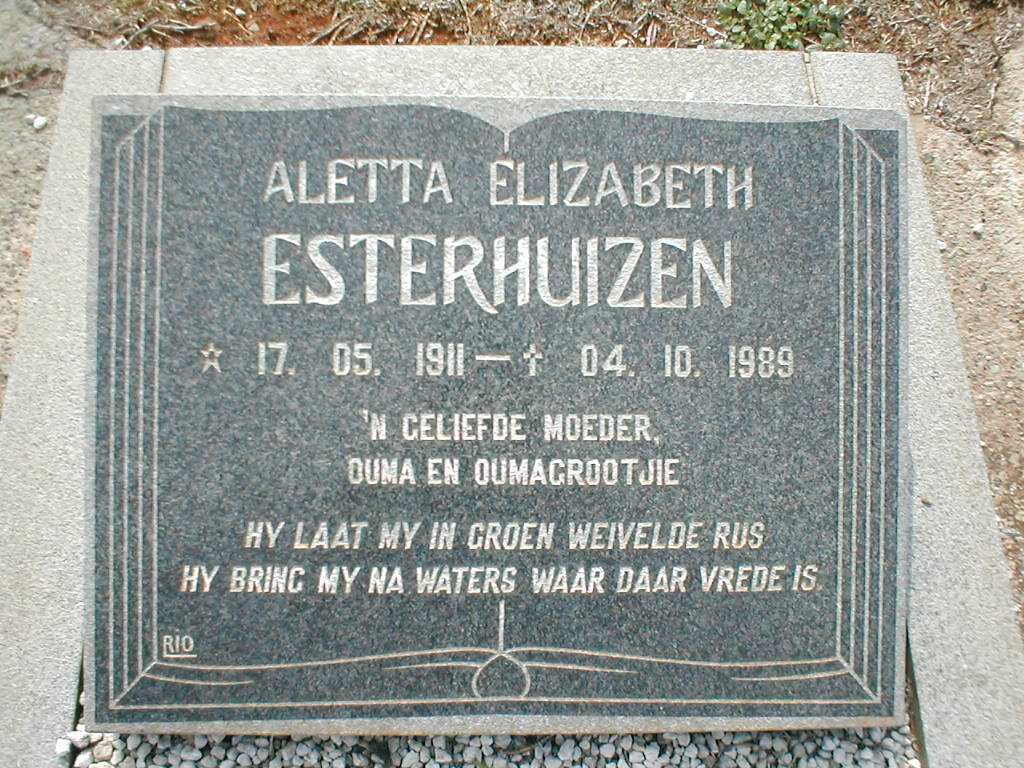 ALETTA ELIZABETH
ESTERHUIZEN
☆ 17. 05. 1911 — ✝ 04. 10. 1989
'N GELIEFDE MOEDER,
OUMA EN OUMAGROOTJIE
HY LAAT MY IN GROEN WEIVELDE RUS
HY BRING MY NA WATERS WAAR DAAR VREDE IS.
RIO